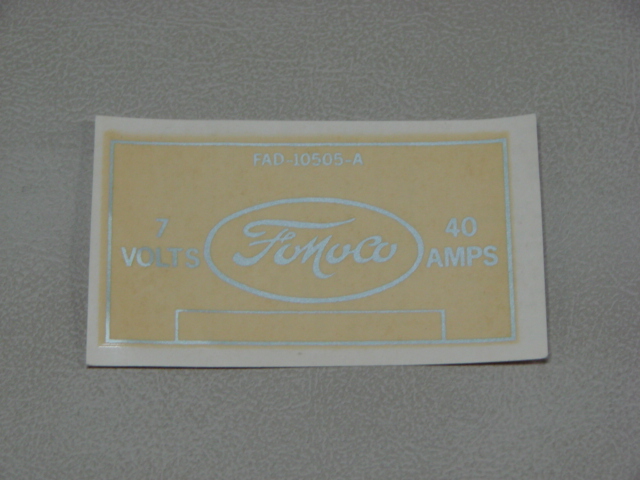 FAD-10505-A
7 VOLTS
FoMoCo
40 AMPS